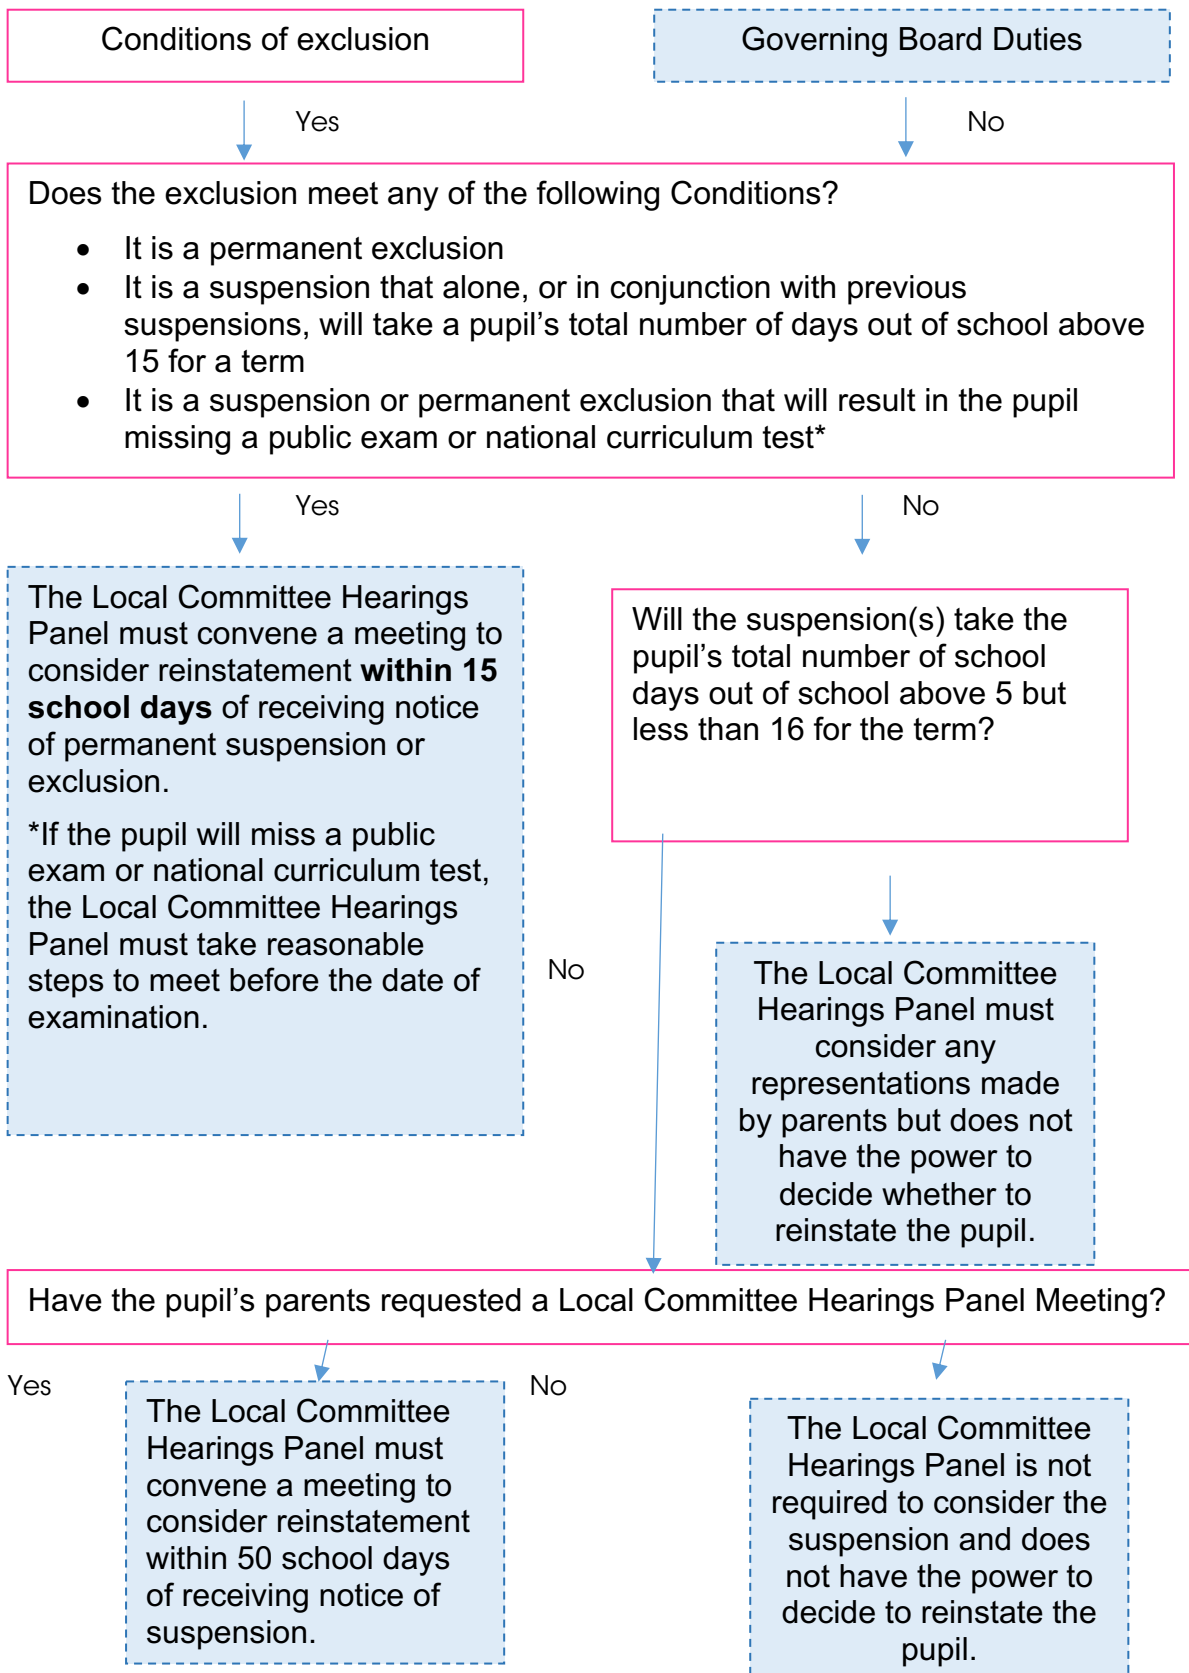 Conditions of exclusion
Governing Board Duties
Yes
No
Does the exclusion meet any of the following Conditions?
• It is a permanent exclusion
• It is a suspension that alone, or in conjunction with previous
suspensions, will take a pupil’s total number of days out of school above
15 for a term
• It is a suspension or permanent exclusion that will result in the pupil
missing a public exam or national curriculum test*
Yes
No
The Local Committee Hearings
Panel must convene a meeting to
consider reinstatement within 15
school days of receiving notice
of permanent suspension or
exclusion.
*If the pupil will miss a public
exam or national curriculum test,
the Local Committee Hearings
Panel must take reasonable
steps to meet before the date of
examination.
Will the suspension(s) take the
pupil’s total number of school
days out of school above 5 but
less than 16 for the term?
No
The Local Committee
Hearings Panel must
consider any
representations made
by parents but does not
have the power to
decide whether to
reinstate the pupil.
Have the pupil’s parents requested a Local Committee Hearings Panel Meeting?
Yes
The Local Committee
Hearings Panel must
convene a meeting to
consider reinstatement
within 50 school days
of receiving notice of
suspension.
No
The Local Committee
Hearings Panel is not
required to consider the
suspension and does
not have the power to
decide to reinstate the
pupil.